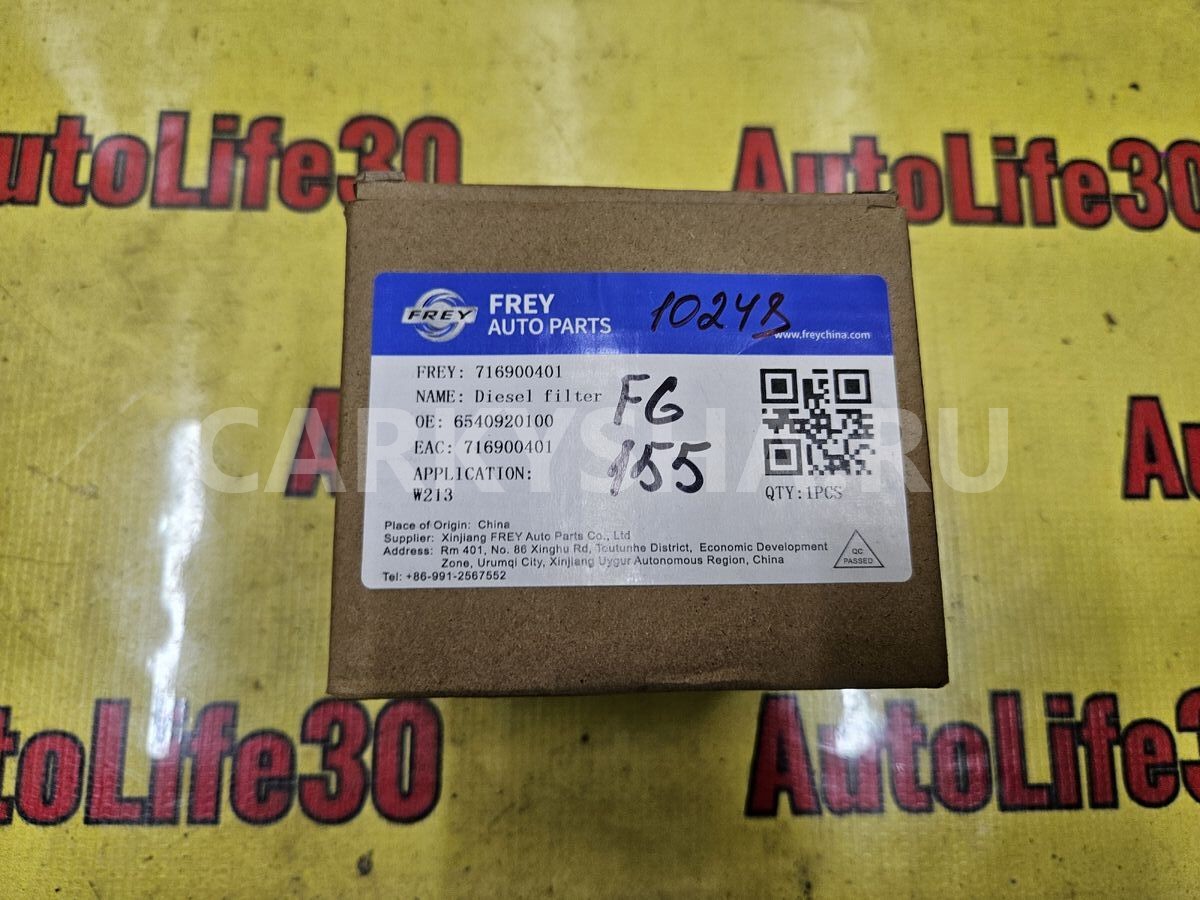 utoLife30
AutoLife30
FREY
FREY
AUTO PARTS
10248
www.freychina.com
FREY: 716900401
NAME: Diesel filter
FG
OE: 6540920100
EAC: 716900401
155
APPLICATION:
W213
QTY:1PCS
CARRYSHA.RU
Place of Origin: China
Supplier: Xinjiang FREY Auto Parts Co., Ltd
Address: Rm 401, No. 86 Xinghu Rd, Toutunhe District, Economic Development
Zone, Urumqi City, Xinjiang Uygur Autonomous Region, China
Tel: +86-991-2567552
QC
PASSED
toLife30
AutoLife30